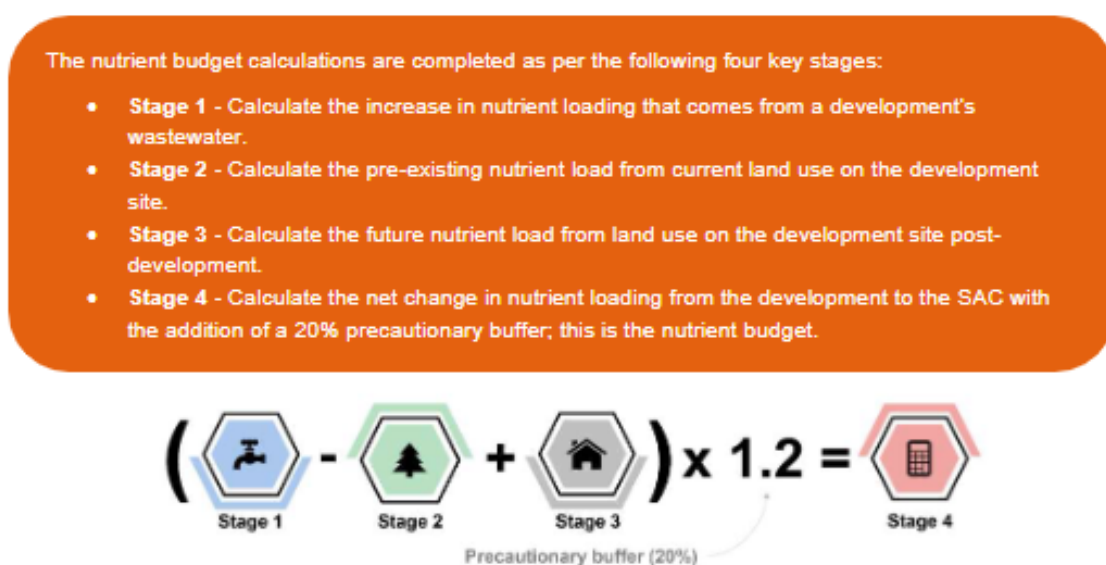 The nutrient budget calculations are completed as per the following four key stages:
• Stage 1 - Calculate the increase in nutrient loading that comes from a development's
wastewater.
• Stage 2 - Calculate the pre-existing nutrient load from current land use on the development
site.
• Stage 3 - Calculate the future nutrient load from land use on the development site post-
development.
• Stage 4 - Calculate the net change in nutrient loading from the development to the SAC with
the addition of a 20% precautionary buffer; this is the nutrient budget.
( - + ) x 1.2 =
Stage 1 Stage 2 Stage 3 Stage 4
Precautionary buffer (20%)